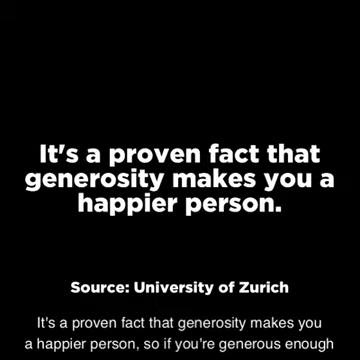 It's a proven fact that
generosity makes you a
happier person.
Source: University of Zurich
It's a proven fact that generosity makes you
a happier person, so if you're generous enough